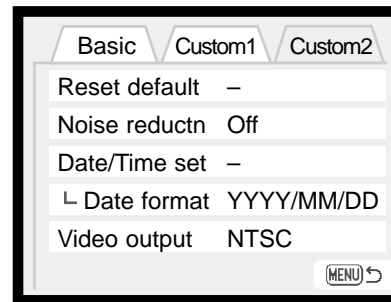 Basic Custom1 Custom2
Reset default –
Noise reductn Off
Date/Time set –
Date format YYYY/MM/DD
Video output NTSC
MENU